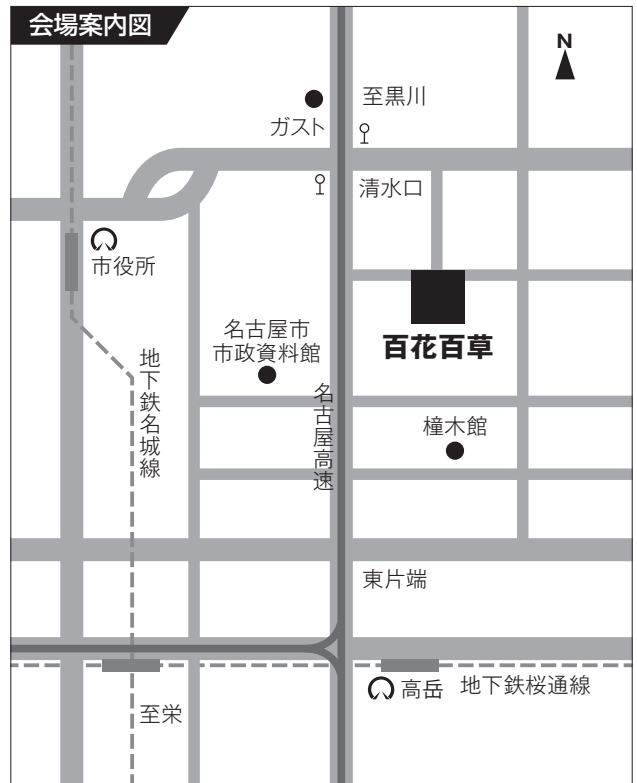 会場案内図
N
至黒川
ガスト
清水口
市役所
名古屋市
市政資料館
百花百草
地下鉄名城線
名古屋高速
橦木館
東片端
高岳
地下鉄桜通線
至栄